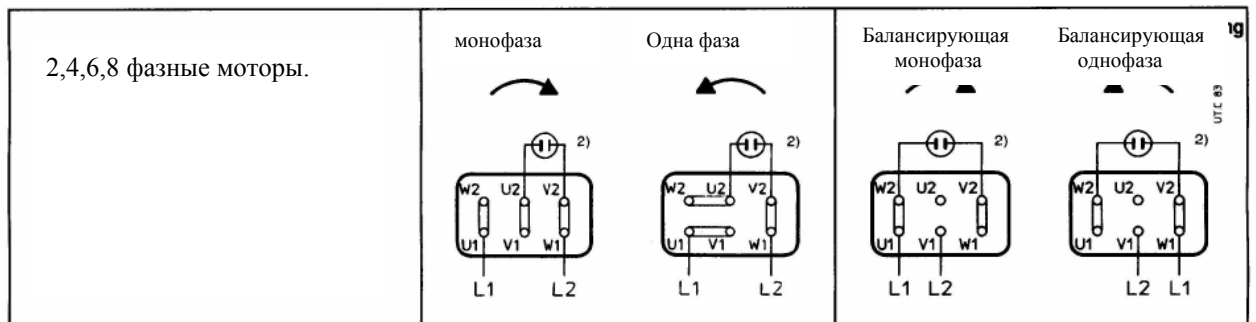 2,4,6,8 фазные моторы.
монофаза
Одна фаза
Балансирующая
монофаза
Балансирующая
однофаза
UTC 83
2)
W2 U2 V2
U1 V1 W1
L1 L2
2)
W2 U2 V2
U1 V1 W1
L1 L2
2)
W2 U2 V2
U1 V1 W1
L1 L2
2)
W2 U2 V2
U1 V1 W1
L2 L1